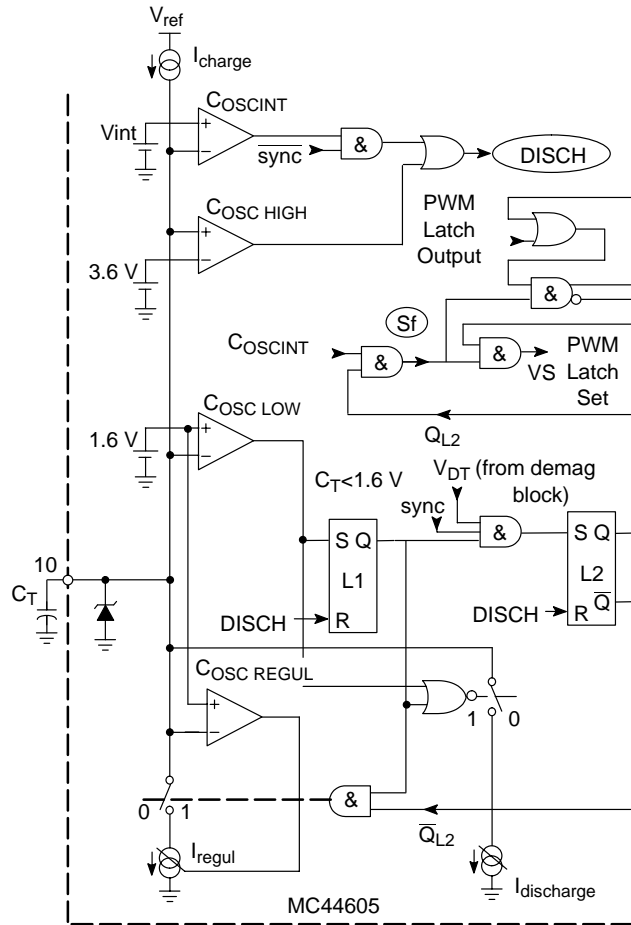 Vref
Icharge
COSCINT
Vint
+
–
sync
&
DISCH
COSC HIGH
+
–
3.6 V
PWM
Latch
Output
&
Sf
COSCINT
&
&
VS
PWM
Latch
Set
QL2
COSC LOW
1.6 V
+
–
CT<1.6 V
VDT (from demag
block)
sync
&
S Q
L1
R
DISCH
S Q
L2
Q
R
DISCH
10
CT
COSC REGUL
+
–
1 0
0 1
&
QL2
Iregul
Idischarge
MC44605